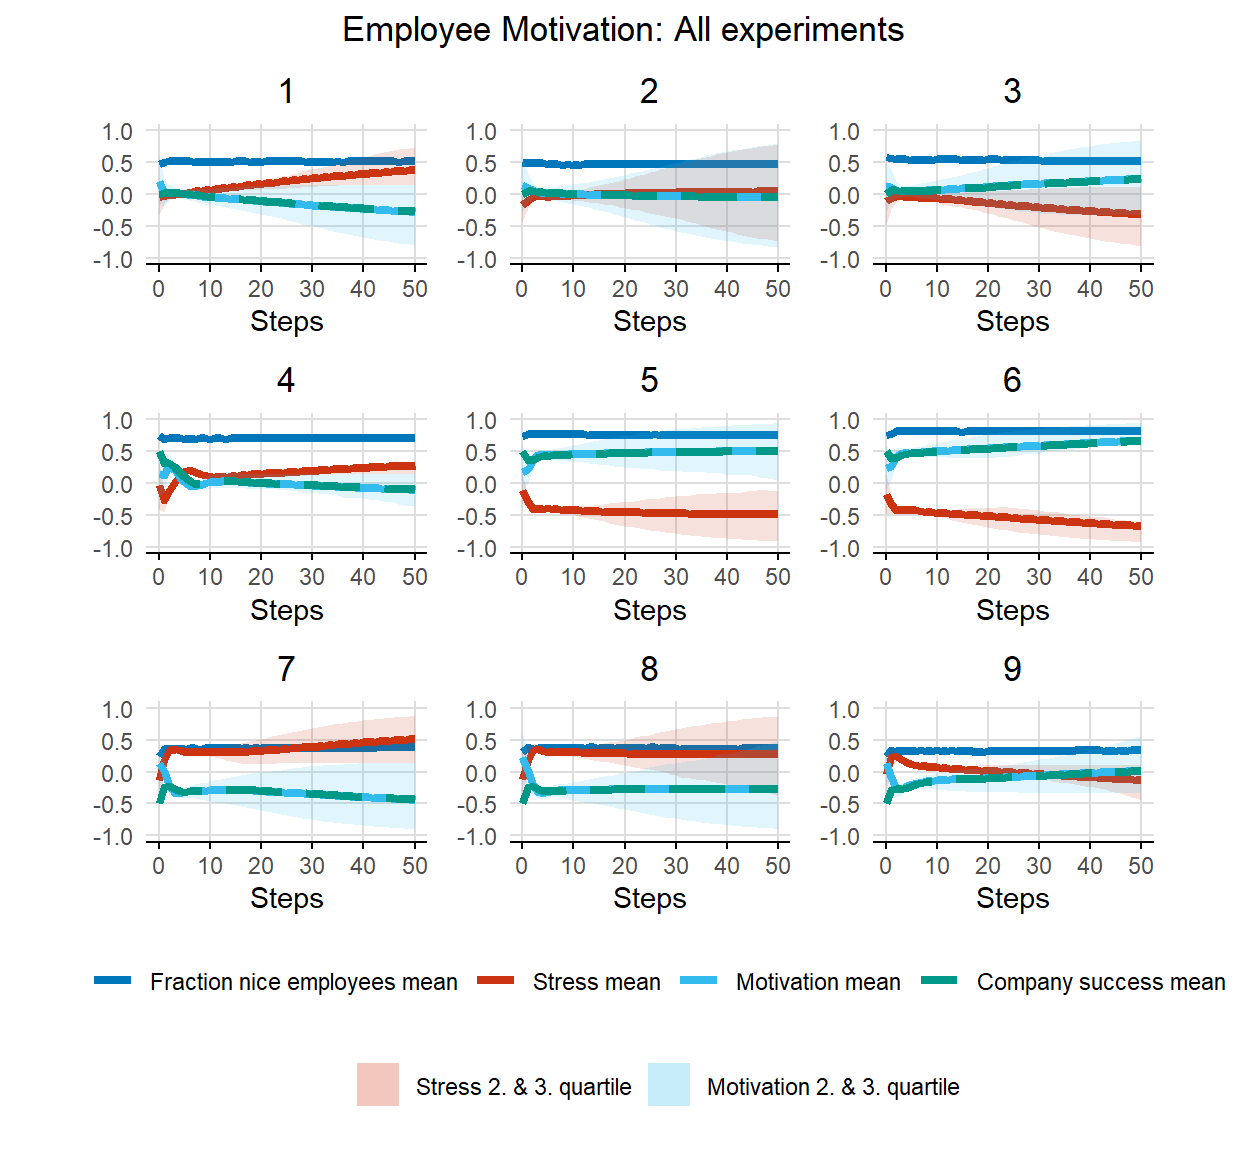 Employee Motivation: All experiments
1 2 3
1.0 1.0 1.0
0.5 0.5 0.5
0.0 0.0 0.0
-0.5 -0.5 -0.5
-1.0 -1.0 -1.0
0 10 20 30 40 50 0 10 20 30 40 50 0 10 20 30 40 50
Steps Steps Steps
4 5 6
1.0 1.0 1.0
0.5 0.5 0.5
0.0 0.0 0.0
-0.5 -0.5 -0.5
-1.0 -1.0 -1.0
0 10 20 30 40 50 0 10 20 30 40 50 0 10 20 30 40 50
Steps Steps Steps
7 8 9
1.0 1.0 1.0
0.5 0.5 0.5
0.0 0.0 0.0
-0.5 -0.5 -0.5
-1.0 -1.0 -1.0
0 10 20 30 40 50 0 10 20 30 40 50 0 10 20 30 40 50
Steps Steps Steps
Fraction nice employees mean Stress mean Motivation mean Company success mean
Stress 2. & 3. quartile Motivation 2. & 3. quartile